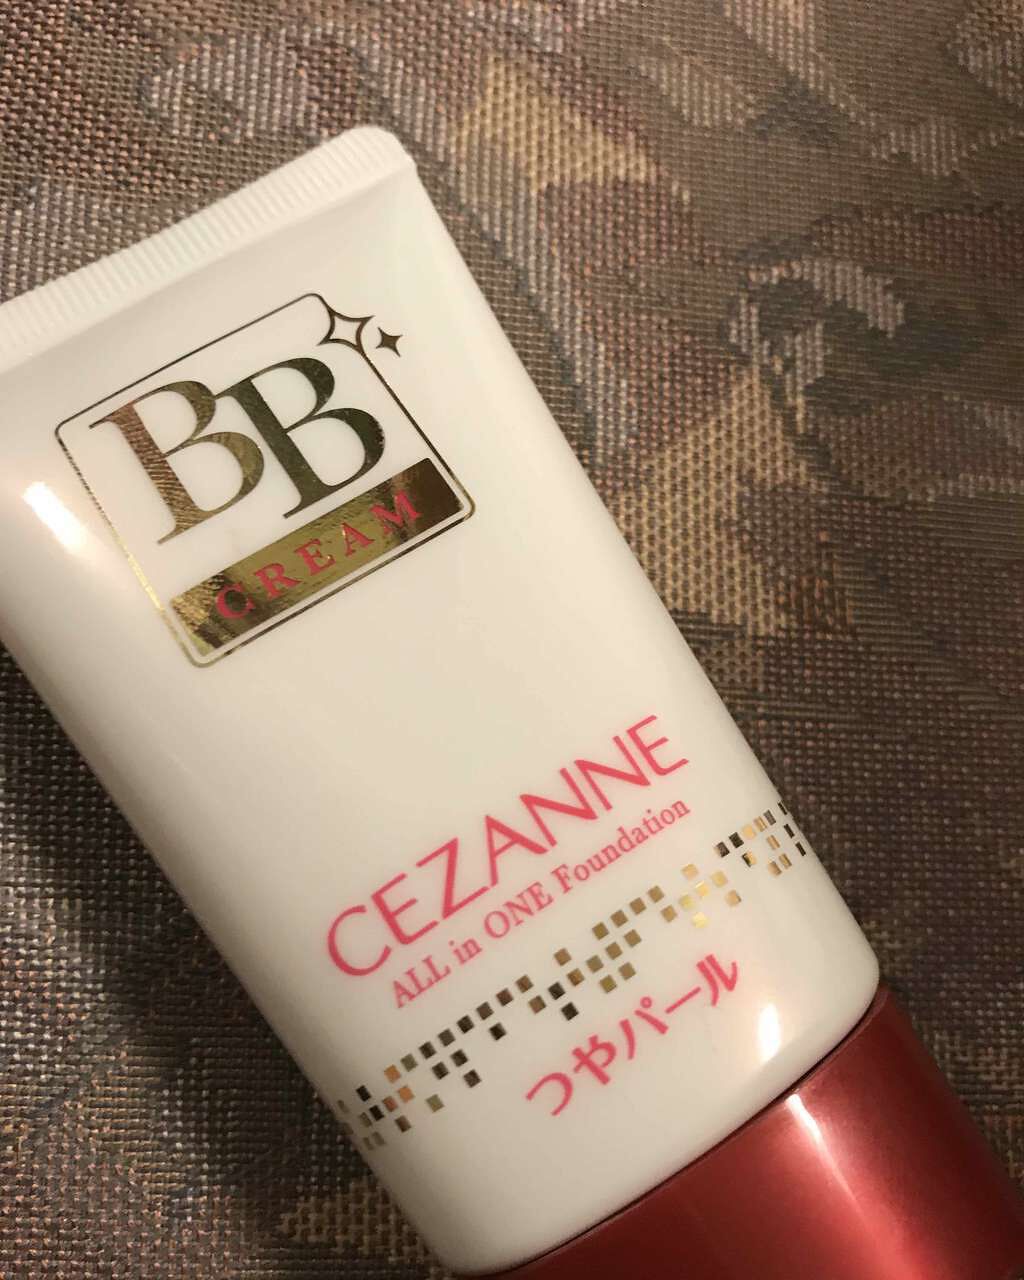 BB
CREAM
CEZANNE
ALL in ONE Foundation
つやパール